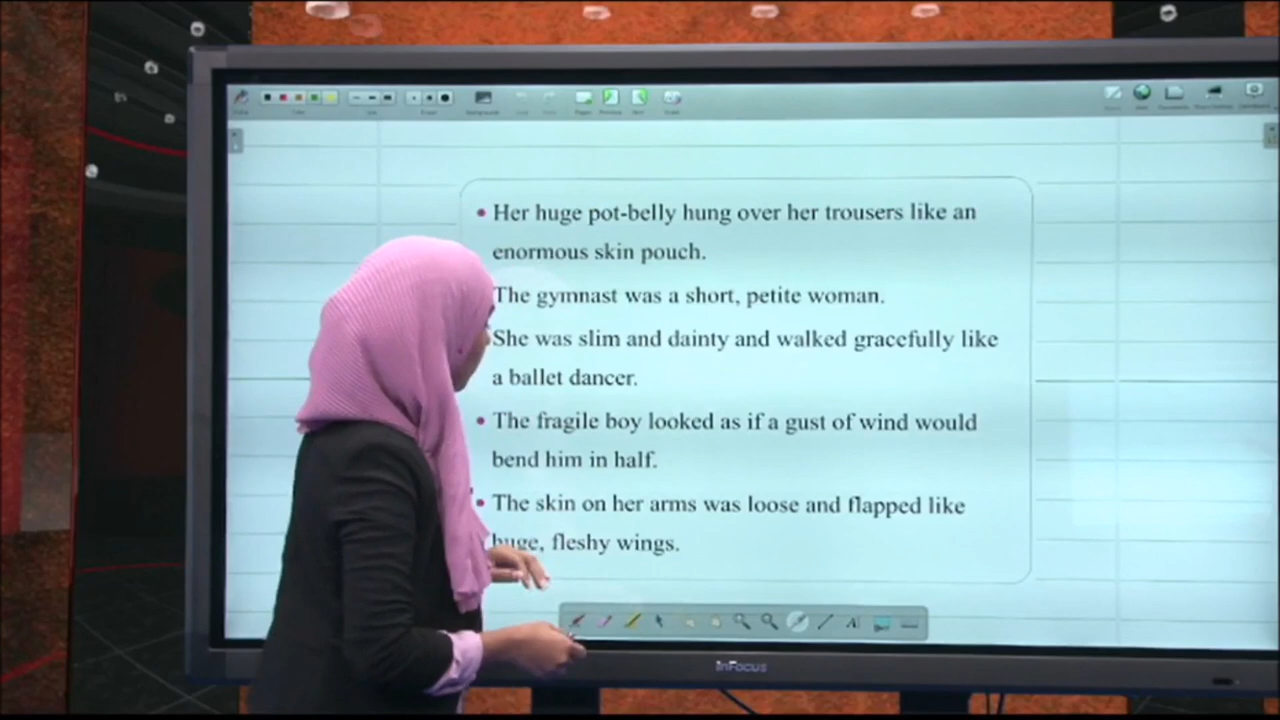 Her huge pot-belly hung over her trousers like an
enormous skin pouch.
The gymnast was a short, petite woman.
She was slim and dainty and walked gracefully like
a ballet dancer.
The fragile boy looked as if a gust of wind would
bend him in half.
The skin on her arms was loose and flapped like
huge, fleshy wings.
A
InFocus